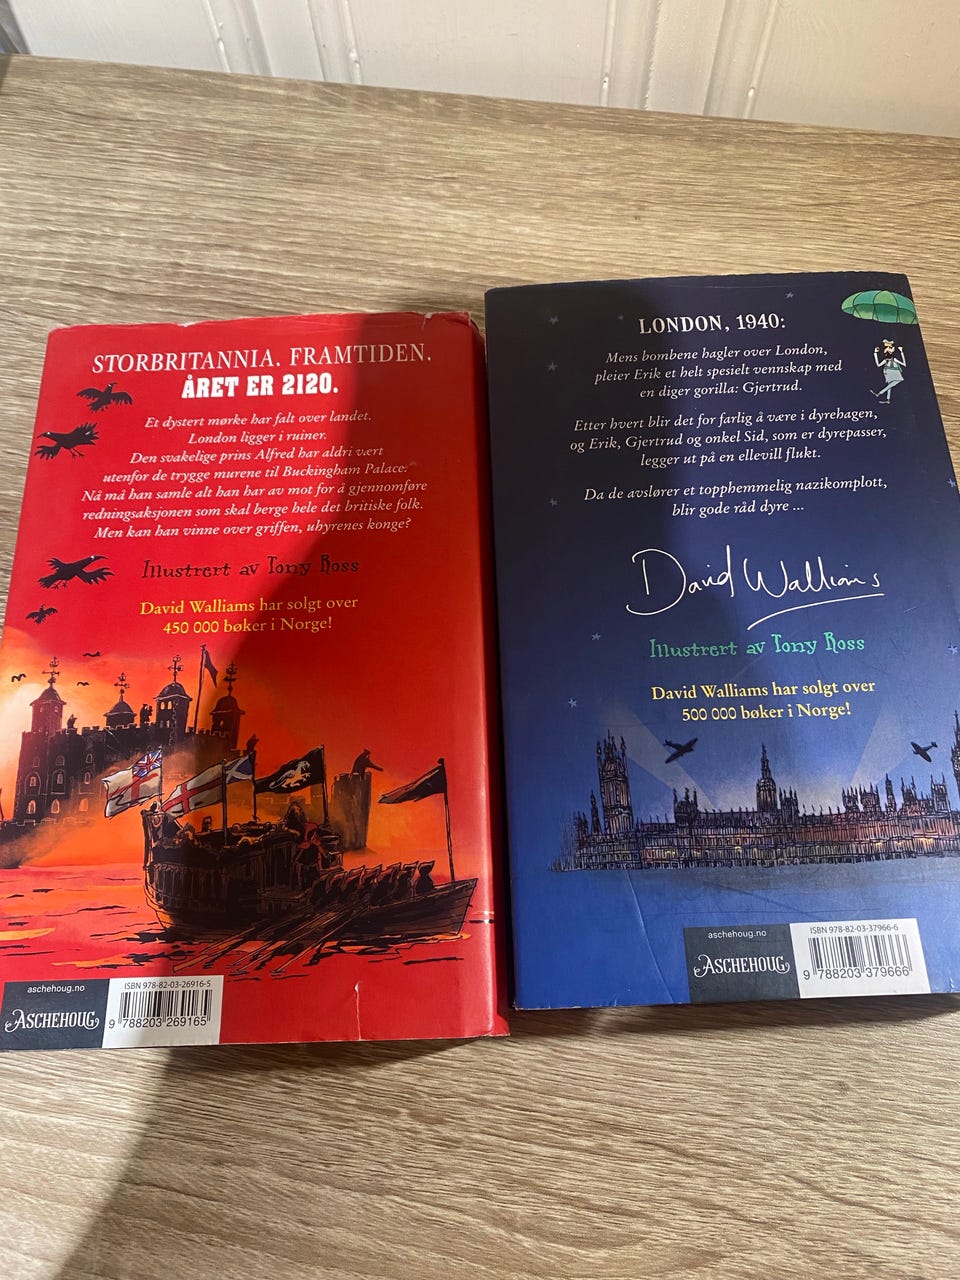 STORBRITANNIA. FRAMTIDEN.
ÅRET ER 2120.
Et dystert mørke har falt over landet.
London ligger i ruiner.
Den svakelige prins Alfred har aldri vært
utenfor de trygge murene til Buckingham Palace.
Nå må han samle alt han har av mot for å gjennomføre
redningsaksjonen som skal berge hele det britiske folk.
Men kan han vinne over griffen, uhyrenes konge?
Illustrert av Tony Ross
David Walliams har solgt over
450 000 bøker i Norge!
aschehoug.no
ASCHEHOUG
ISBN 978-82-03-26916-5
9 788203 269165
LONDON, 1940:
Mens bombene hagler over London,
pleier Erik et helt spesielt vennskap med
en diger gorilla: Gjertrud.
Etter hvert blir det for farlig å være i dyrehagen,
og Erik, Gjertrud og onkel Sid, som er dyrepasser,
legger ut på en ellevill flukt.
Da de avslører et topphemmelig nazikomplott,
blir gode råd dyre ...
David Walliams
Illustrert av Tony Ross
David Walliams har solgt over
500 000 bøker i Norge!
aschehoug.no
ASCHEHOUG
ISBN 978-82-03-37966-6
9 788203 379666